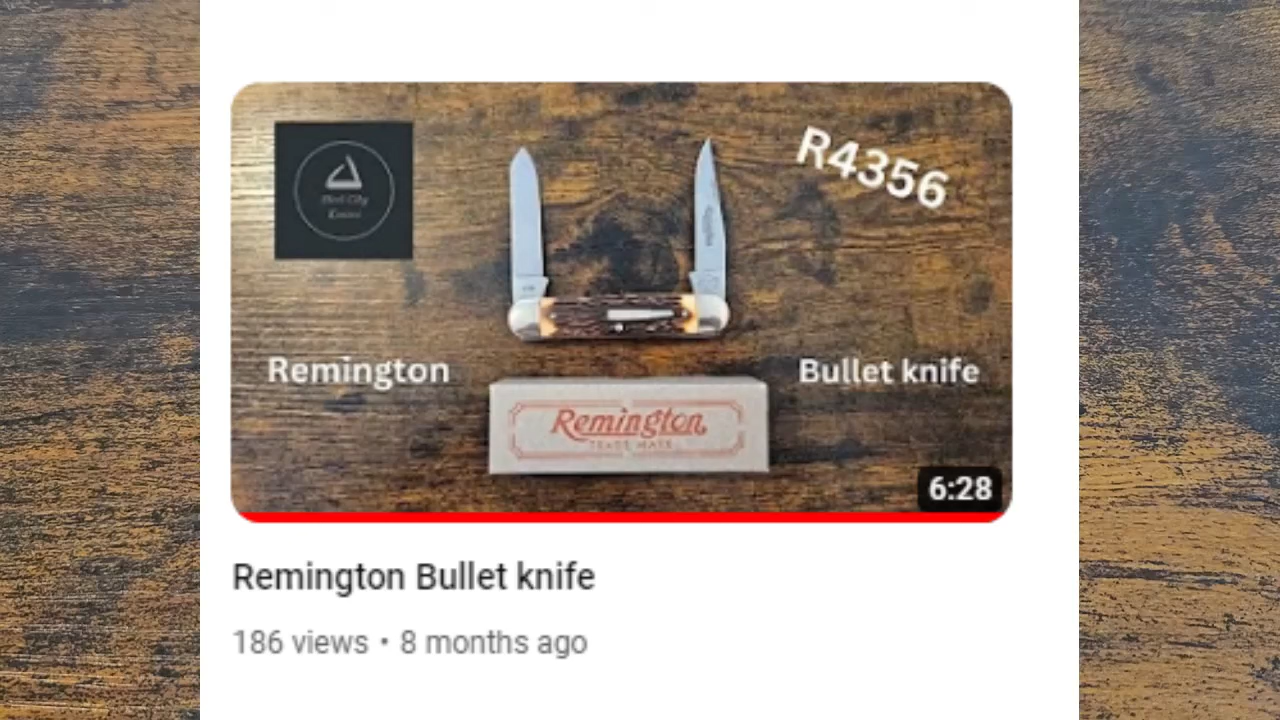 R4356
Remington
Bullet knife
Remington
TRADE MARK
6:28
Remington Bullet knife
186 views • 8 months ago